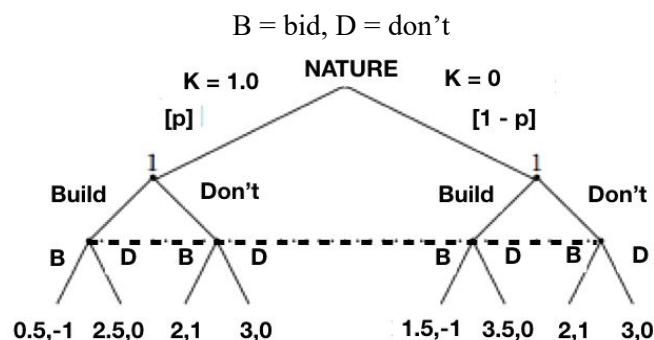 B = bid, D = don’t
NATURE
K = 1.0 K = 0
[p] [1 - p]
1 1
Build Don't Build Don't
B D B D B D B D
0.5,-1 2.5,0 2,1 3,0 1.5,-1 3.5,0 2,1 3,0